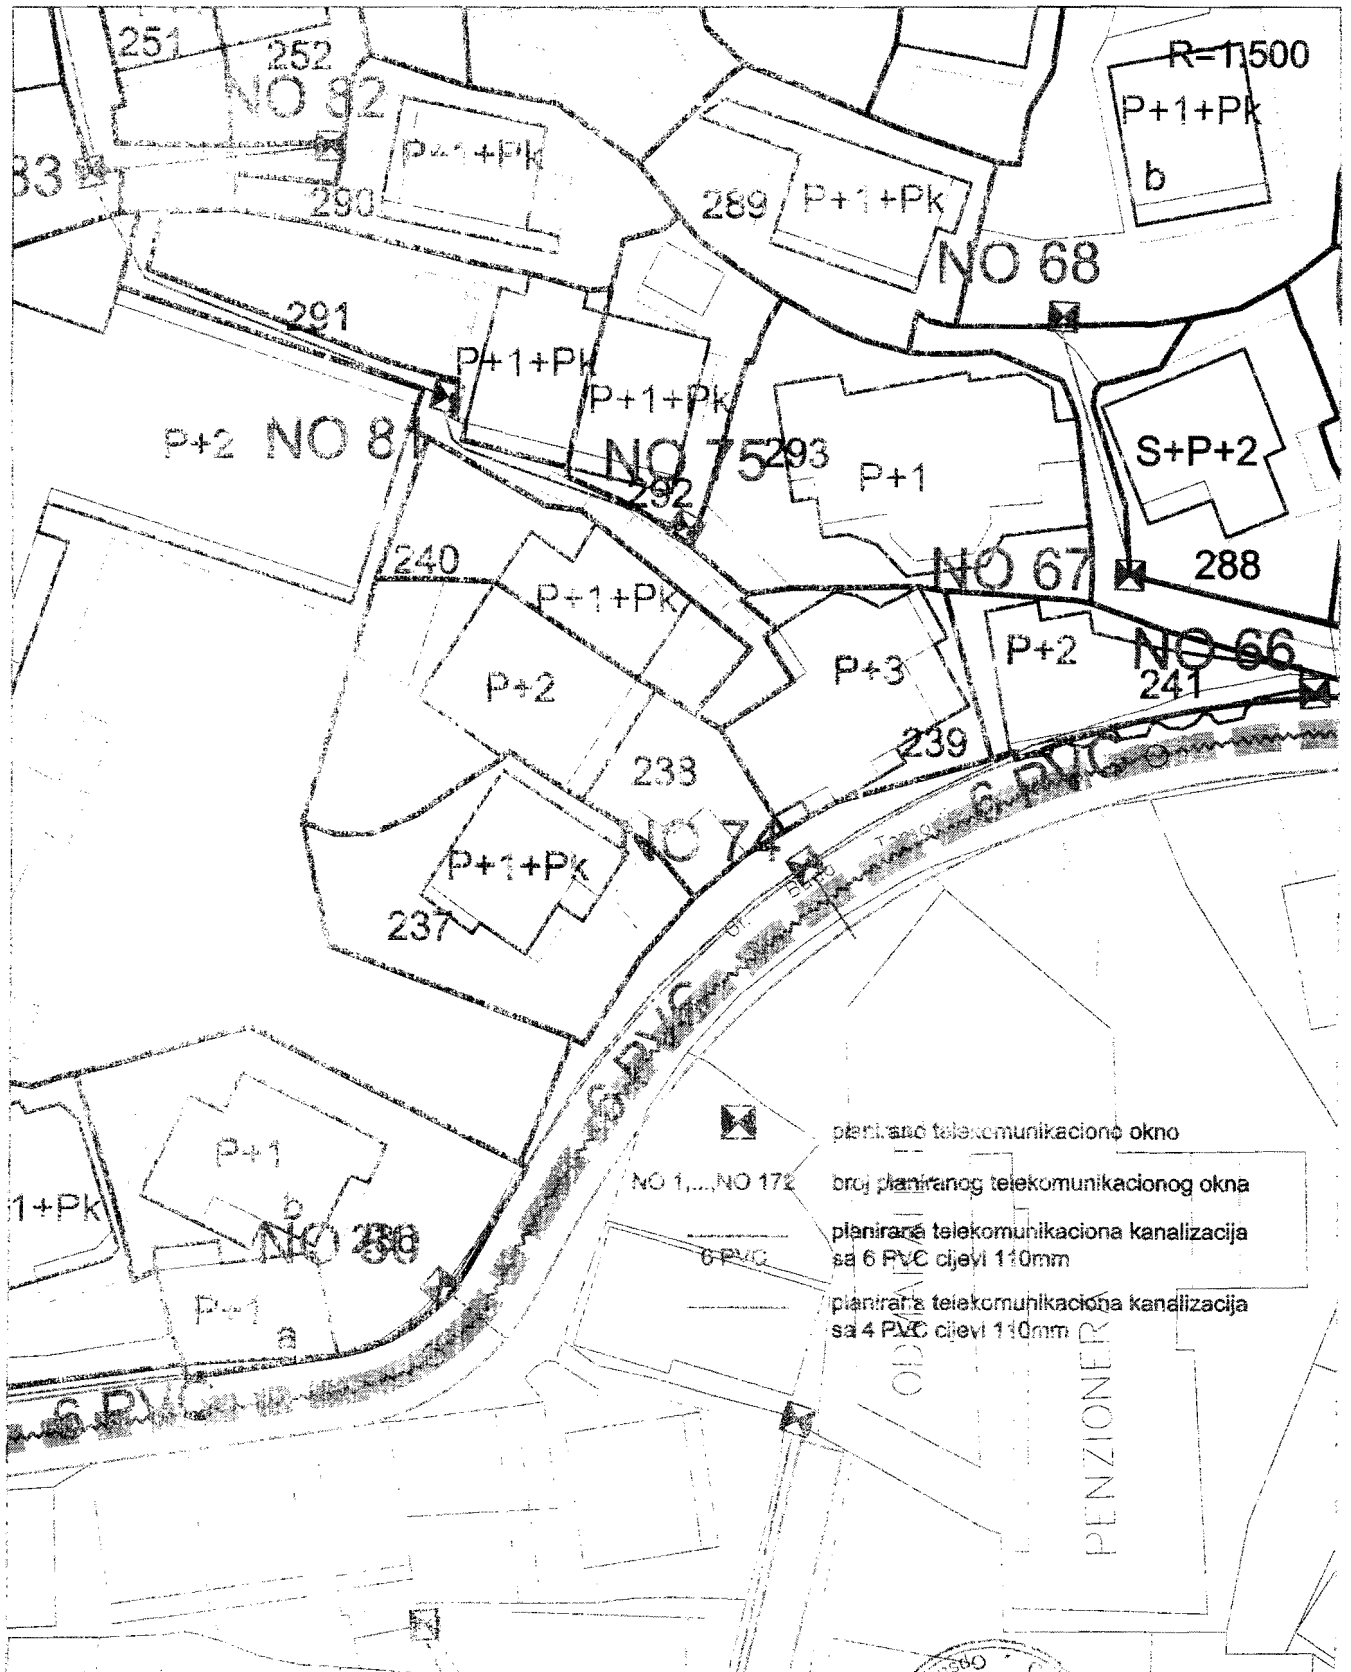 251
252
R=1:500
NO 82
P+1+Pk
P+1+Pk
83
b
290
289
P+1+Pk
NO 68
291
P+1+Pk
P+1+Pk
P+2
NO 81
NO 75
293
S+P+2
P+1
292
240
NO 67
288
P+1+Pk
P+2
NO 66
P+3
241
P+2
239
238
6 PVC
NO 74
P+1+Pk
237
6 PVC
planirano telekomunikaciono okno
P+1
NO 1,...,NO 172
broj planiranog telekomunikacionog okna
1+Pk
b
planirana telekomunikaciona kanalizacija
6 PVC
sa 6 PVC cijevi 110mm
P+1
a
planirana telekomunikaciona kanalizacija
sa 4 PVC cijevi 110mm
6 PVC
PENZIONERA